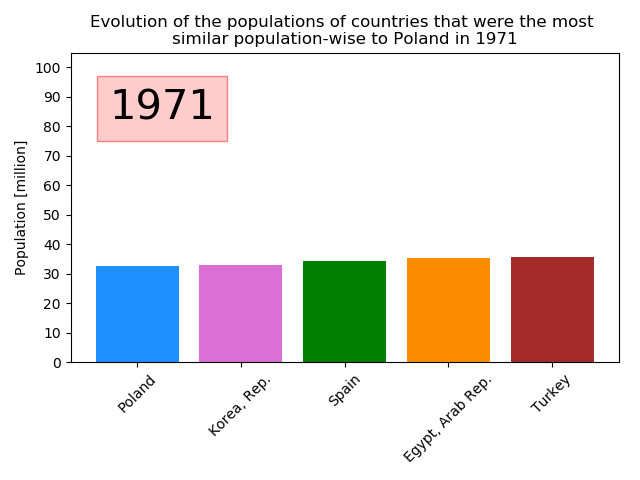 Evolution of the populations of countries that were the most
similar population-wise to Poland in 1971
1971
Population [million]
100
90
80
70
60
50
40
30
20
10
0
Poland
Korea, Rep.
Spain
Egypt, Arab Rep.
Turkey